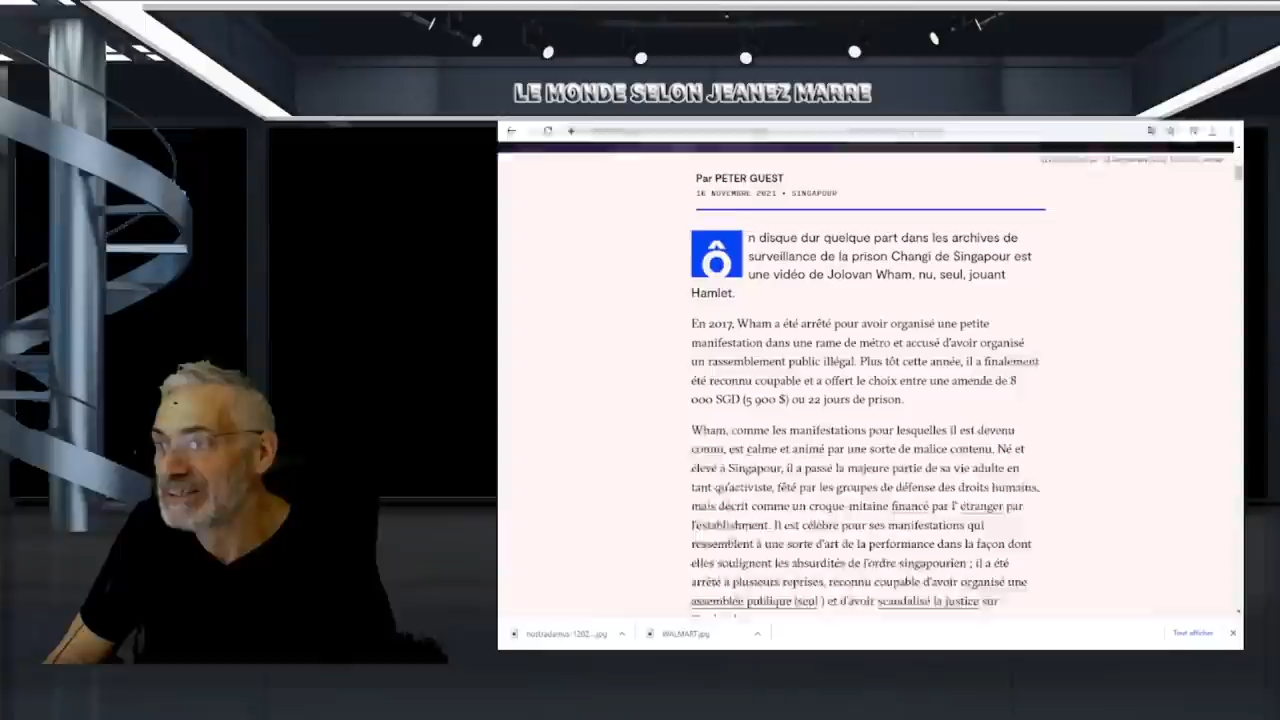 LE MONDE SELON JEANEZ MARRE
Par PETER GUEST
16 NOVEMBRE 2021 • SINGAPOUR
Ôn disque dur quelque part dans les archives de
surveillance de la prison Changi de Singapour est
une vidéo de Jolovan Wham, nu, seul, jouant
Hamlet.
En 2017, Wham a été arrêté pour avoir organisé une petite
manifestation dans une rame de métro et accusé d'avoir organisé
un rassemblement public illégal. Plus tôt cette année, il a finalement
été reconnu coupable et a offert le choix entre une amende de 8
000 SGD (5 900 $) ou 22 jours de prison.
Wham, comme les manifestations pour lesquelles il est devenu
connu, est calme et animé par une sorte de malice contenu. Né et
élevé à Singapour, il a passé la majeure partie de sa vie adulte en
tant qu'activiste, fêté par les groupes de défense des droits humains,
mais décrit comme un croque-mitaine financé par l' étranger par
l'establishment. Il est célèbre pour ses manifestations qui
ressemblent à une sorte d'art de la performance dans la façon dont
elles soulignent les absurdités de l'ordre singapourien ; il a été
arrêté à plusieurs reprises, reconnu coupable d'avoir organisé une
assemblée publique (seul ) et d'avoir scandalisé la justice sur
nostradamus-1202...jpg
WALMART.jpg
Tout afficher